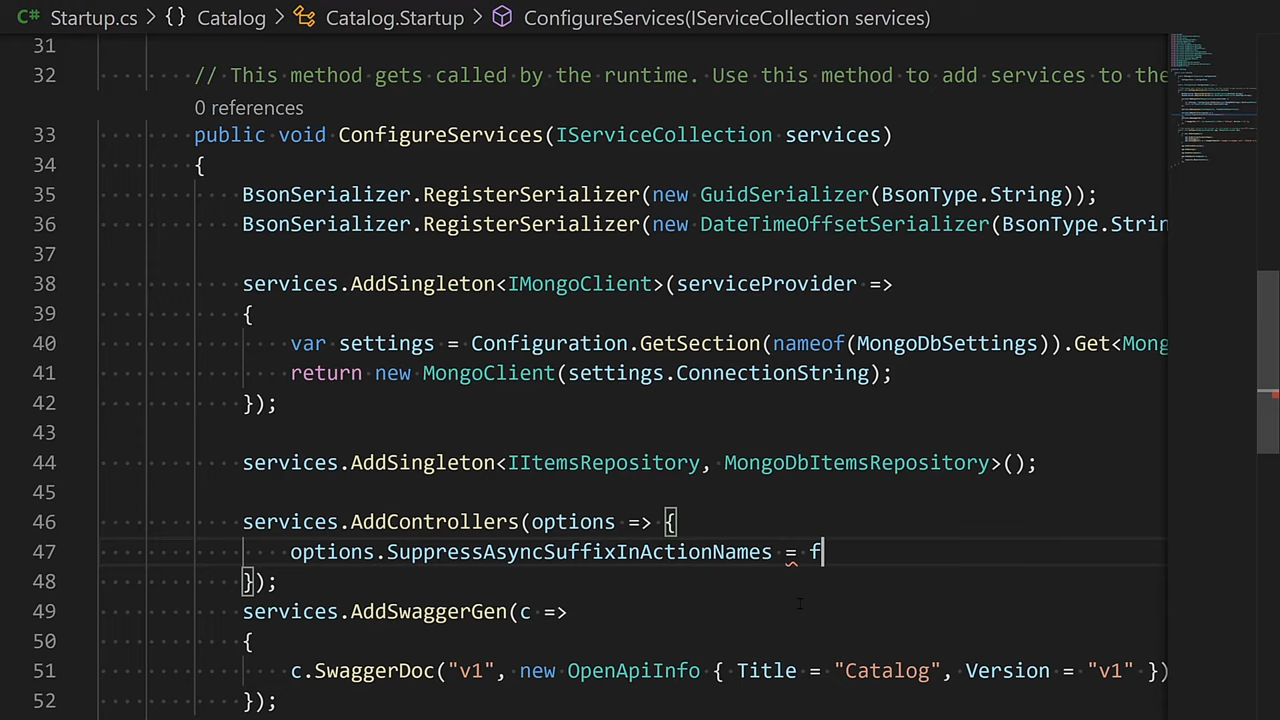 C# Startup.cs > {} Catalog > Catalog.Startup > ConfigureServices(IServiceCollection services)
31
32 // This method gets called by the runtime. Use this method to add services to the
0 references
33 public void ConfigureServices(IServiceCollection services)
34 {
35 BsonSerializer.RegisterSerializer(new GuidSerializer(BsonType.String));
36 BsonSerializer.RegisterSerializer(new DateTimeOffsetSerializer(BsonType.Strin
37
38 services.AddSingleton<IMongoClient>(serviceProvider =>
39 {
40 var settings = Configuration.GetSection(nameof(MongoDbSettings)).Get<Mong
41 return new MongoClient(settings.ConnectionString);
42 });
43
44 services.AddSingleton<IItemsRepository, MongoDbItemsRepository>();
45
46 services.AddControllers(options => {
47 options.SuppressAsyncSuffixInActionNames = f
48 });
49 services.AddSwaggerGen(c =>
50 {
51 c.SwaggerDoc("v1", new OpenApiInfo { Title = "Catalog", Version = "v1" })
52 });